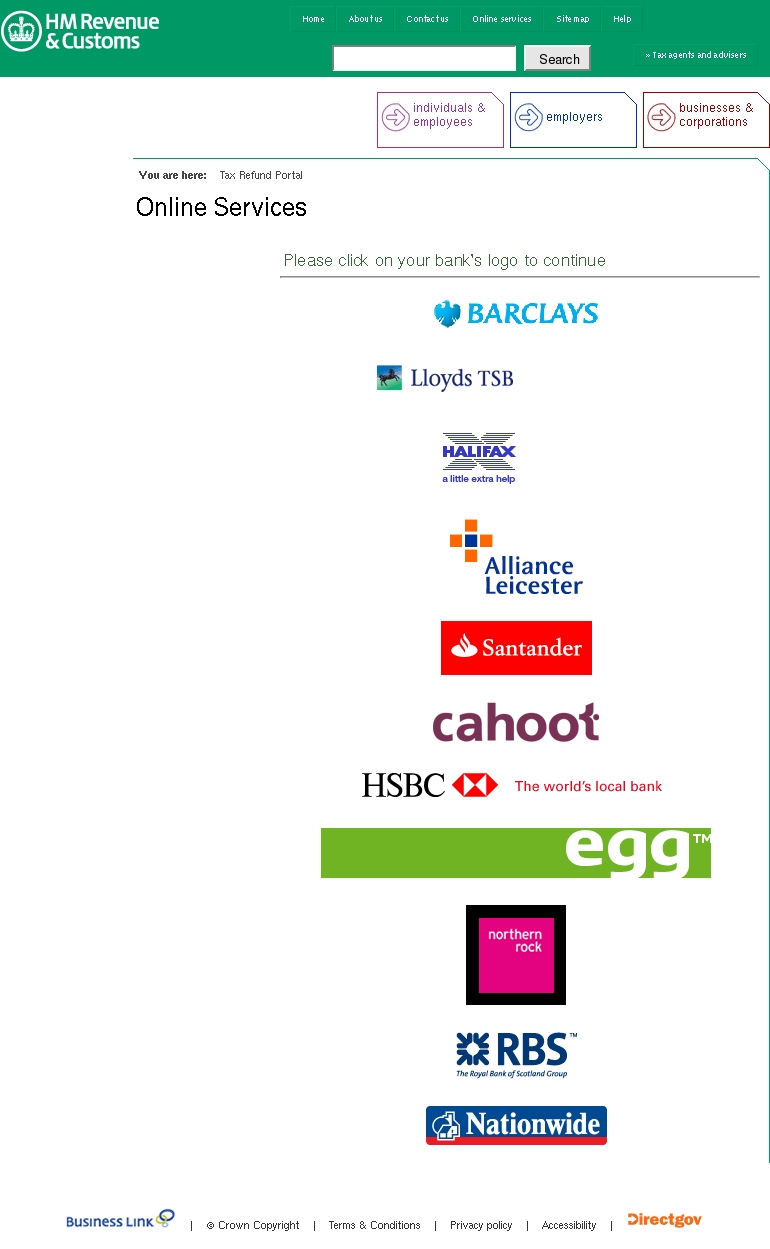 HM Revenue
& Customs
Home
About us
Contact us
Online services
Site map
Help
Search
» Tax agents and advisers
individuals &
employees
employers
businesses &
corporations
You are here: Tax Refund Portal
Online Services
Please click on your bank's logo to continue
BARCLAYS
Lloyds TSB
HALIFAX
a little extra help
Alliance
Leicester
Santander
cahoot
HSBC The world's local bank
egg™
northern
rock
RBS™
The Royal Bank of Scotland Group
Nationwide
Business Link | © Crown Copyright | Terms & Conditions | Privacy policy | Accessibility | Directgov